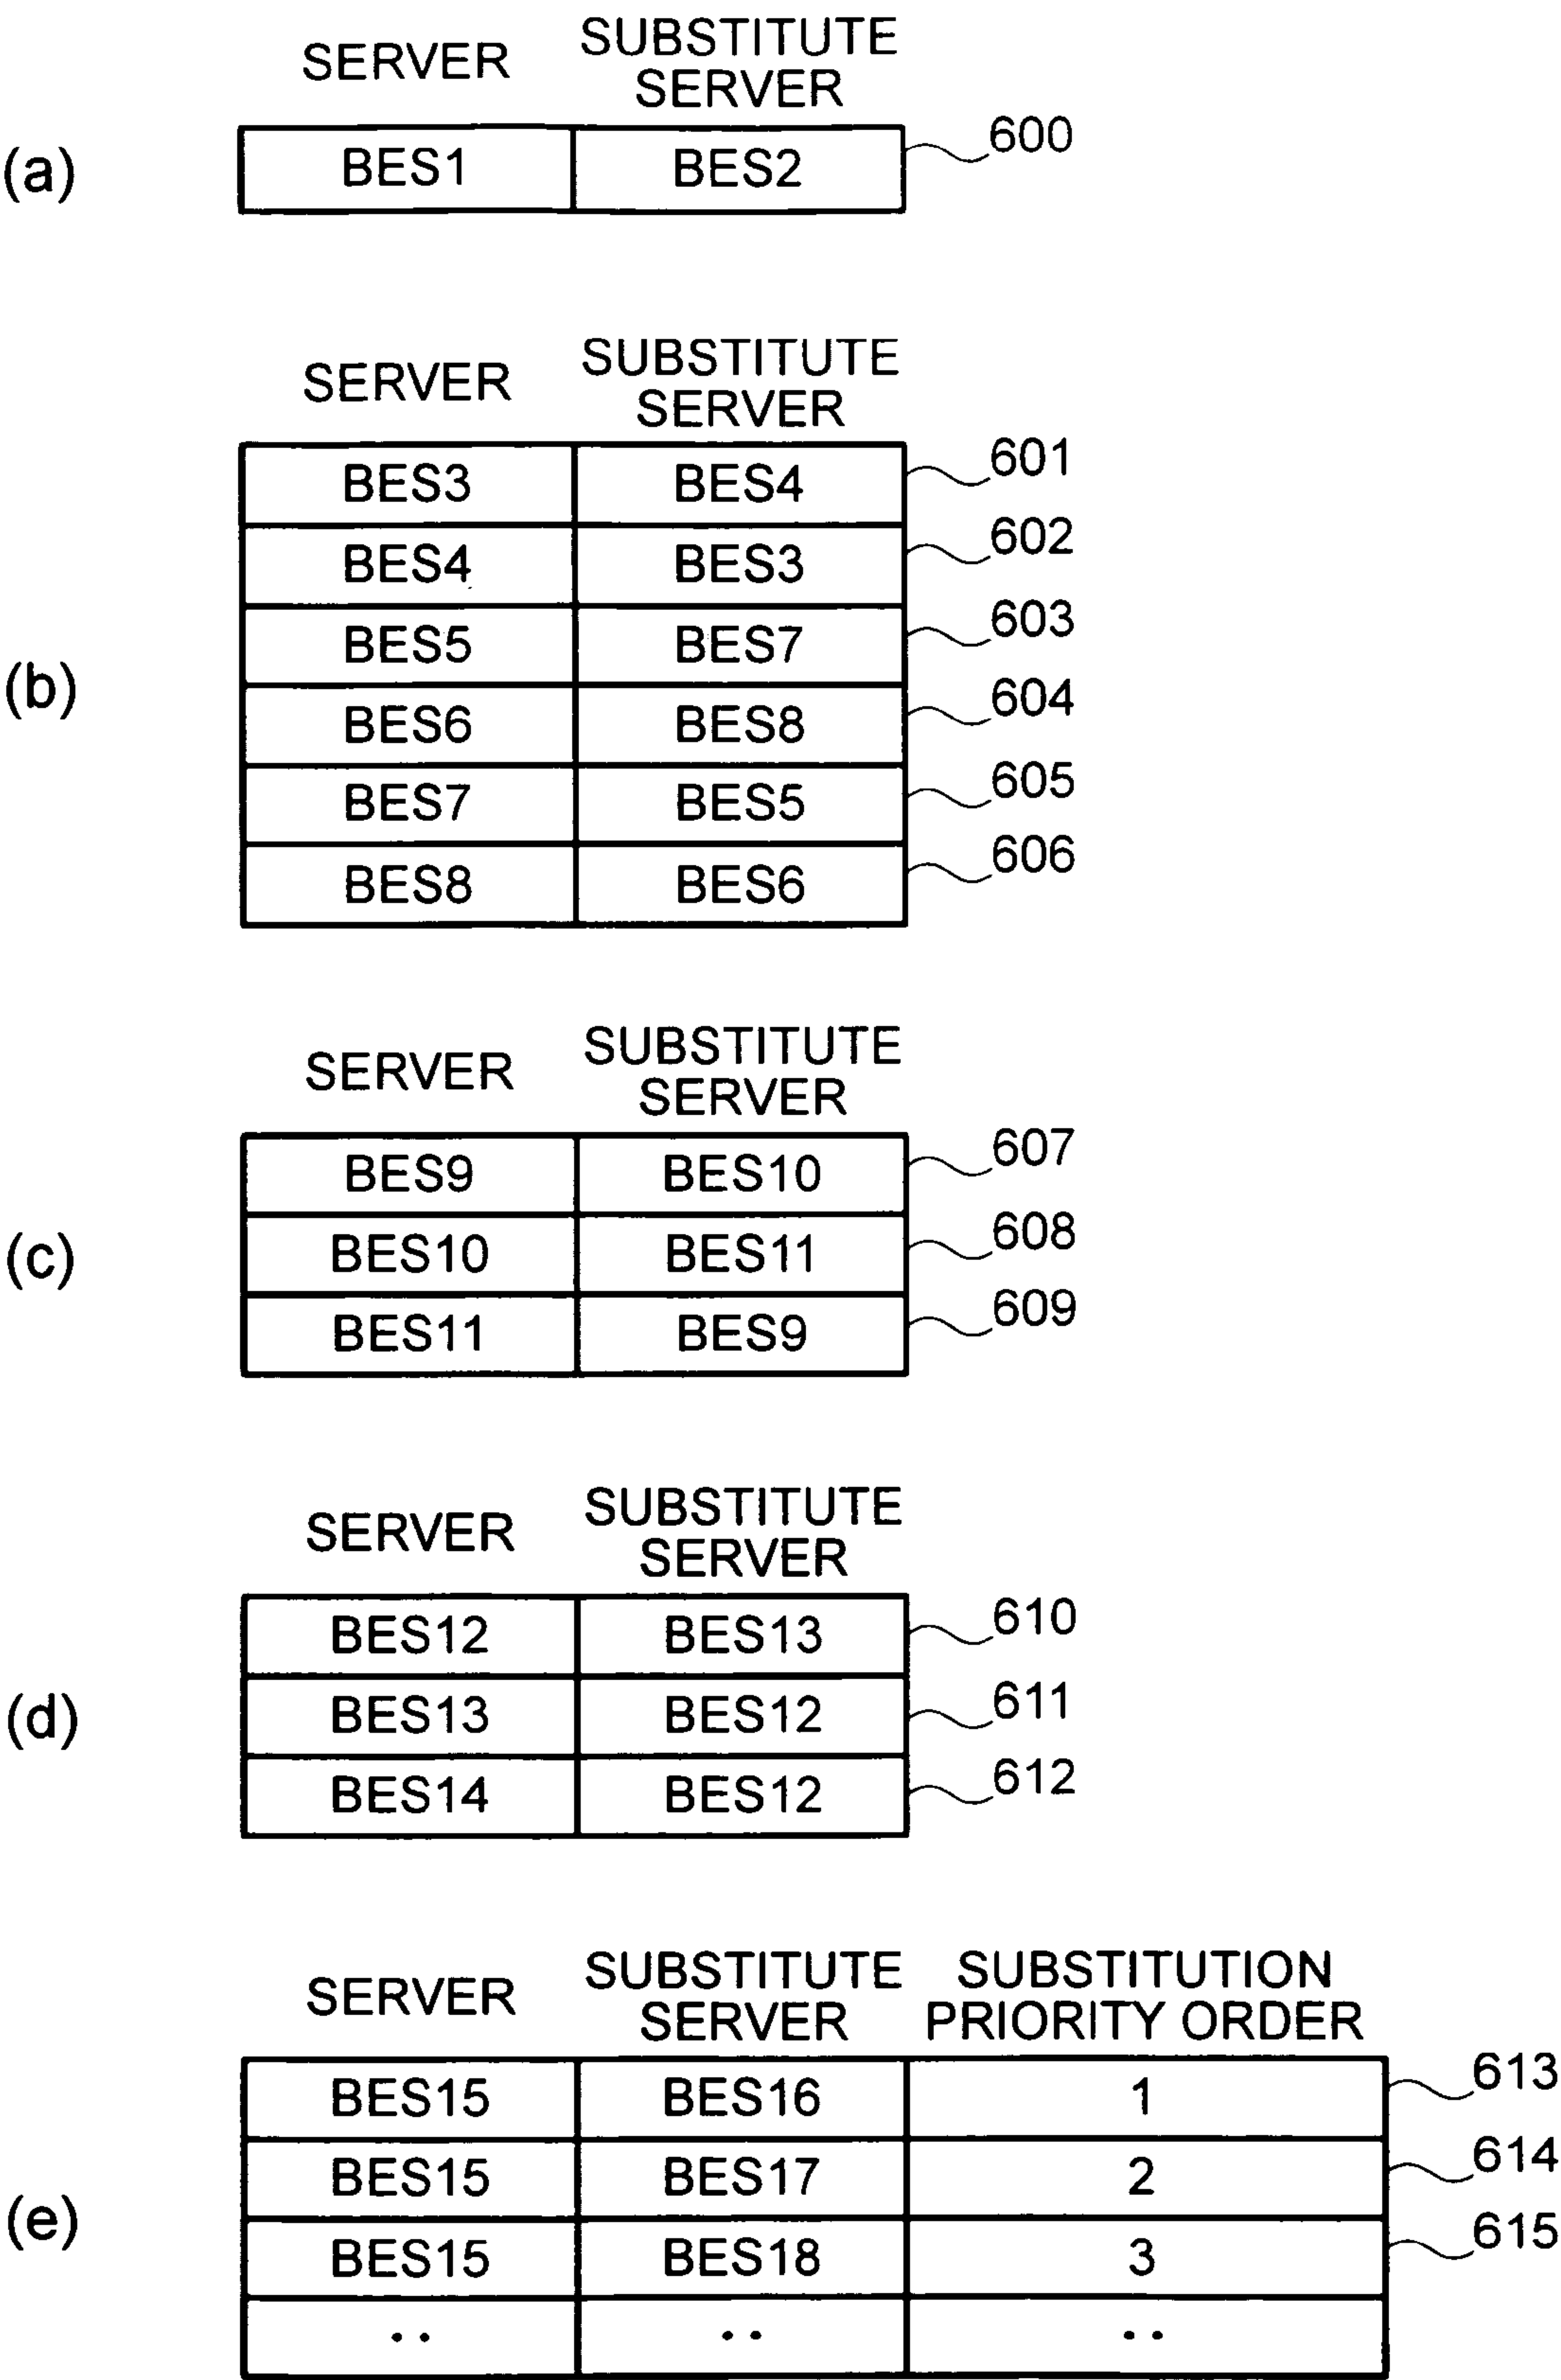 SERVER SUBSTITUTE SERVER
(a) BES1 BES2 600
SERVER SUBSTITUTE SERVER
BES3 BES4 601
BES4 BES3 602
BES5 BES7 603
(b)
BES6 BES8 604
BES7 BES5 605
BES8 BES6 606
SERVER SUBSTITUTE SERVER
BES9 BES10 607
(c) BES10 BES11 608
BES11 BES9 609
SERVER SUBSTITUTE SERVER
BES12 BES13 610
(d) BES13 BES12 611
BES14 BES12 612
SERVER SUBSTITUTE SERVER SUBSTITUTION PRIORITY ORDER
BES15 BES16 1 613
BES15 BES17 2 614
(e) BES15 BES18 3 615
.. .. ..